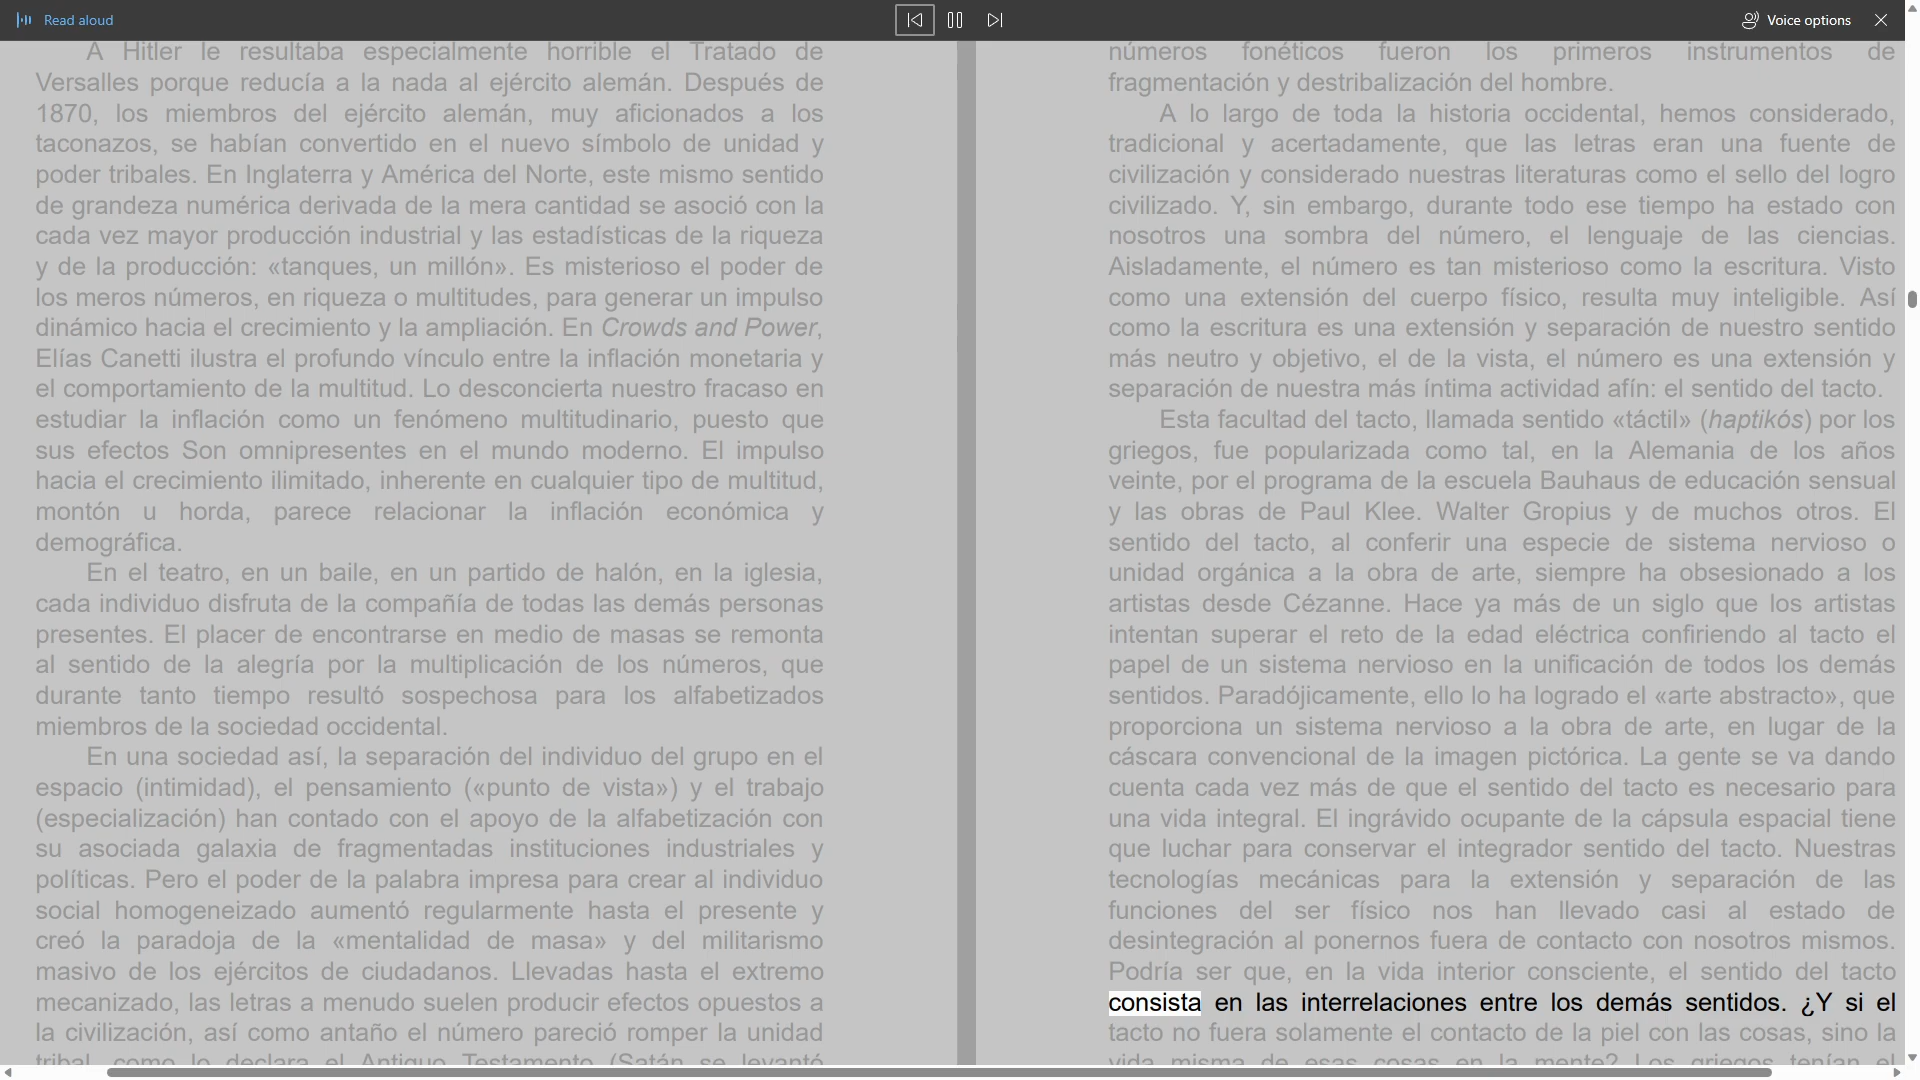 Read aloud
Voice options
A Hitler le resultaba especialmente horrible el Tratado de
Versalles porque reducía a la nada al ejército alemán. Después de
1870, los miembros del ejército alemán, muy aficionados a los
taconazos, se habían convertido en el nuevo símbolo de unidad y
poder tribales. En Inglaterra y América del Norte, este mismo sentido
de grandeza numérica derivada de la mera cantidad se asoció con la
cada vez mayor producción industrial y las estadísticas de la riqueza
y de la producción: «tanques, un millón». Es misterioso el poder de
los meros números, en riqueza o multitudes, para generar un impulso
dinámico hacia el crecimiento y la ampliación. En Crowds and Power,
Elías Canetti ilustra el profundo vínculo entre la inflación monetaria y
el comportamiento de la multitud. Lo desconcierta nuestro fracaso en
estudiar la inflación como un fenómeno multitudinario, puesto que
sus efectos Son omnipresentes en el mundo moderno. El impulso
hacia el crecimiento ilimitado, inherente en cualquier tipo de multitud,
montón u horda, parece relacionar la inflación económica y
demográfica.
En el teatro, en un baile, en un partido de halón, en la iglesia,
cada individuo disfruta de la compañía de todas las demás personas
presentes. El placer de encontrarse en medio de masas se remonta
al sentido de la alegría por la multiplicación de los números, que
durante tanto tiempo resultó sospechosa para los alfabetizados
miembros de la sociedad occidental.
En una sociedad así, la separación del individuo del grupo en el
espacio (intimidad), el pensamiento («punto de vista») y el trabajo
(especialización) han contado con el apoyo de la alfabetización con
su asociada galaxia de fragmentadas instituciones industriales y
políticas. Pero el poder de la palabra impresa para crear al individuo
social homogeneizado aumentó regularmente hasta el presente y
creó la paradoja de la «mentalidad de masa» y del militarismo
masivo de los ejércitos de ciudadanos. Llevadas hasta el extremo
mecanizado, las letras a menudo suelen producir efectos opuestos a
la civilización, así como antaño el número pareció romper la unidad
tribal, como lo declara el Antiguo Testamento (Satán se levantó
números fonéticos fueron los primeros instrumentos de
fragmentación y destribalización del hombre.
A lo largo de toda la historia occidental, hemos considerado,
tradicional y acertadamente, que las letras eran una fuente de
civilización y considerado nuestras literaturas como el sello del logro
civilizado. Y, sin embargo, durante todo ese tiempo ha estado con
nosotros una sombra del número, el lenguaje de las ciencias.
Aisladamente, el número es tan misterioso como la escritura. Visto
como una extensión del cuerpo físico, resulta muy inteligible. Así
como la escritura es una extensión y separación de nuestro sentido
más neutro y objetivo, el de la vista, el número es una extensión y
separación de nuestra más íntima actividad afín: el sentido del tacto.
Esta facultad del tacto, llamada sentido «táctil» (haptikós) por los
griegos, fue popularizada como tal, en la Alemania de los años
veinte, por el programa de la escuela Bauhaus de educación sensual
y las obras de Paul Klee. Walter Gropius y de muchos otros. El
sentido del tacto, al conferir una especie de sistema nervioso o
unidad orgánica a la obra de arte, siempre ha obsesionado a los
artistas desde Cézanne. Hace ya más de un siglo que los artistas
intentan superar el reto de la edad eléctrica confiriendo al tacto el
papel de un sistema nervioso en la unificación de todos los demás
sentidos. Paradójicamente, ello lo ha logrado el «arte abstracto», que
proporciona un sistema nervioso a la obra de arte, en lugar de la
cáscara convencional de la imagen pictórica. La gente se va dando
cuenta cada vez más de que el sentido del tacto es necesario para
una vida integral. El ingrávido ocupante de la cápsula espacial tiene
que luchar para conservar el integrador sentido del tacto. Nuestras
tecnologías mecánicas para la extensión y separación de las
funciones del ser físico nos han llevado casi al estado de
desintegración al ponernos fuera de contacto con nosotros mismos.
Podría ser que, en la vida interior consciente, el sentido del tacto
consista en las interrelaciones entre los demás sentidos. ¿Y si el
tacto no fuera solamente el contacto de la piel con las cosas, sino la
vida misma de esas cosas en la mente? Los griegos tenían el